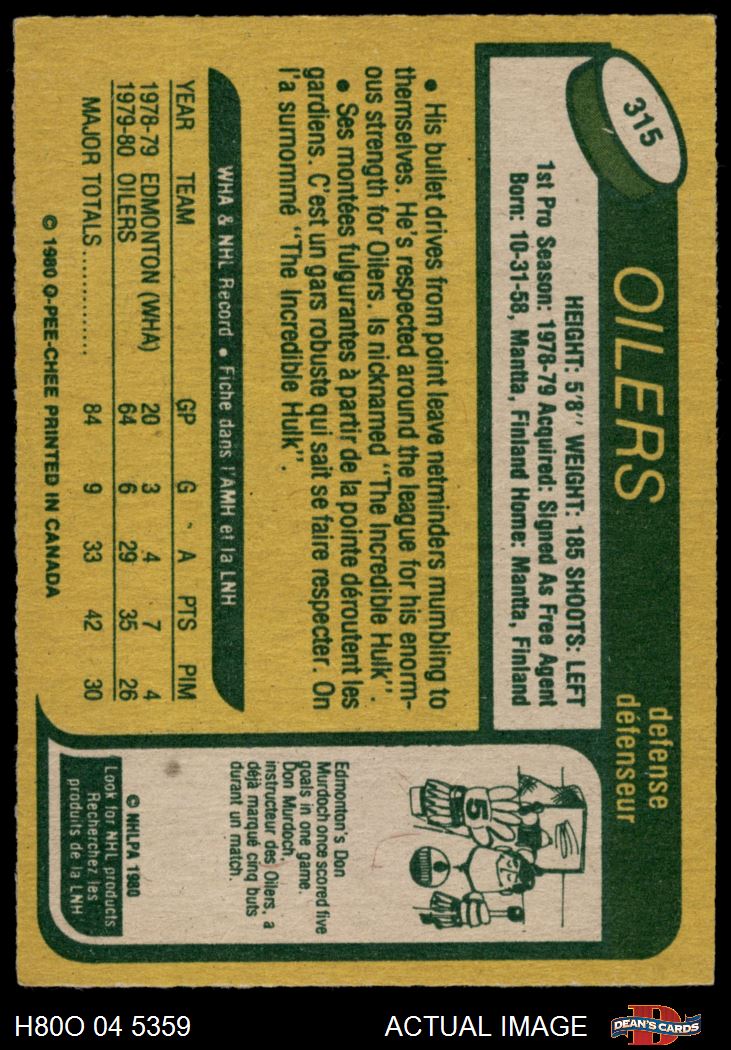 315
OILERS
defense
défenseur
HEIGHT: 5'8'' WEIGHT: 185 SHOOTS: LEFT
1st Pro Season: 1978-79 Acquired: Signed As Free Agent
Born: 10-31-58, Mantta, Finland Home: Mantta, Finland
• His bullet drives from point leave netminders mumbling to
themselves. He's respected around the league for his enorm-
ous strength for Oilers. Is nicknamed "The Incredible Hulk".
• Ses montées fulgurantes à partir de la pointe déroutent les
gardiens. C'est un gars robuste qui sait se faire respecter. On
l'a surnommé "The Incredible Hulk".
WHA & NHL Record • Fiche dans l'AMH et la LNH
YEAR TEAM GP G A PTS PIM
1978-79 EDMONTON (WHA) 20 3 4 7 4
1979-80 OILERS 64 6 29 35 26
MAJOR TOTALS.............. 84 9 33 42 30
© 1980 O-PEE-CHEE PRINTED IN CANADA
5
Edmonton's Don
Murdoch once scored five
goals in one game.
Don Murdoch,
instructeur des Oilers, a
déjà marqué cinq buts
durant un match.
© NHLPA 1980
Look for NHL products
Recherchez les
produits de la LNH
H80O 04 5359
ACTUAL IMAGE
D
DEAN'S CARDS